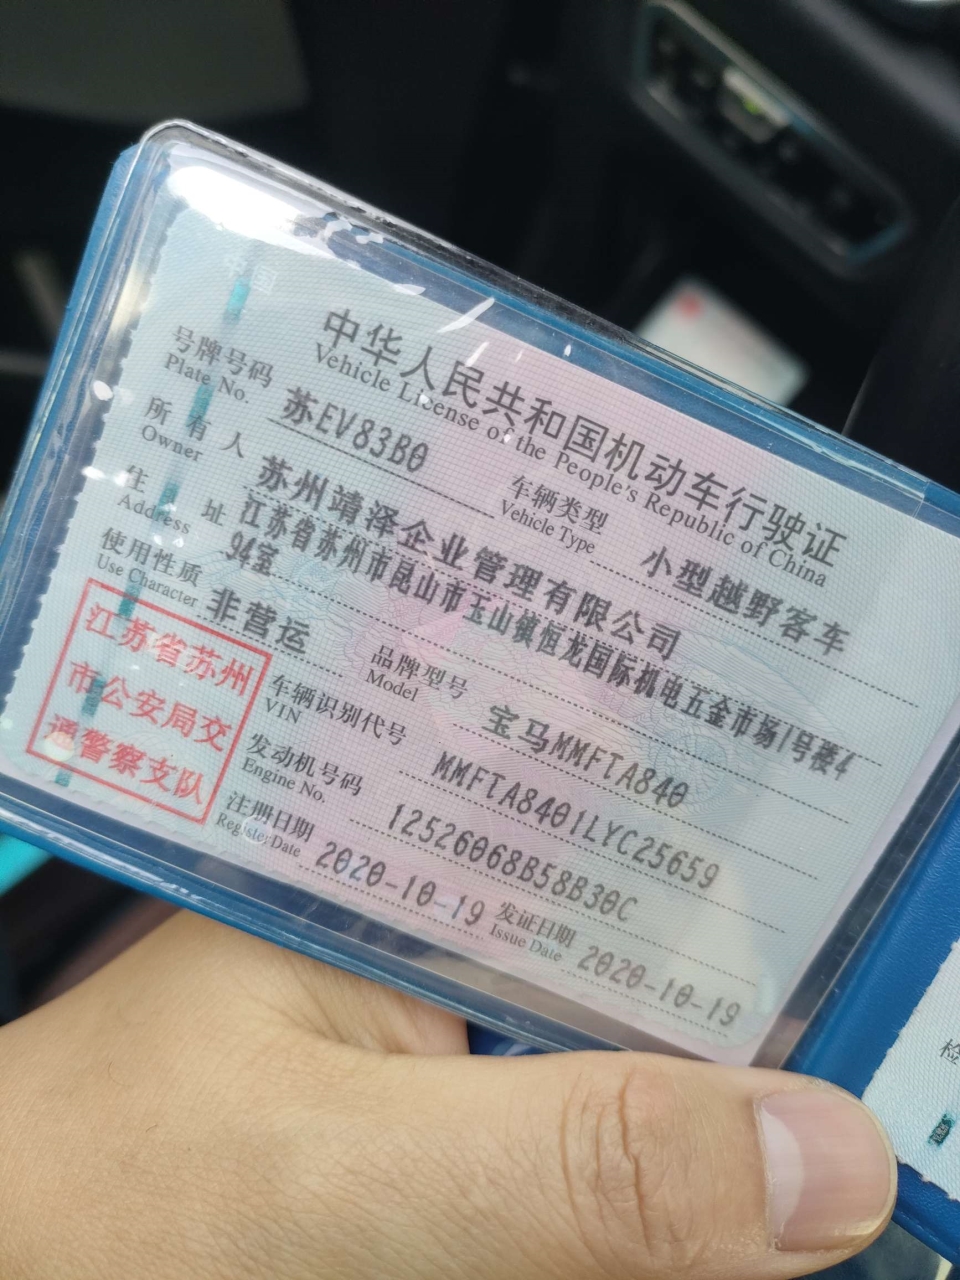 中华人民共和国机动车行驶证
Vehicle License of the People's Republic of China
号牌号码 苏EV83B0 车辆类型 小型越野客车
Plate No. Vehicle Type
所有人 苏州靖泽企业管理有限公司
Owner
住址 江苏省苏州市昆山市玉山镇恒龙国际机电五金市场1号楼4
Address 94室
使用性质 非营运 品牌型号 宝马MMFTA840
Use Character Model
江苏省苏州
市公安局交
通警察支队
车辆识别代号 MMFTA8401LYC25659
VIN
发动机号码 12526068B58B30C
Engine No.
注册日期 2020-10-19 发证日期 2020-10-19
Register Date Issue Date
检